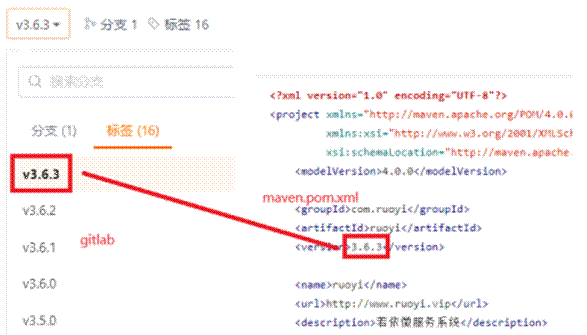 v3.6.3 分支 1 标签 16
搜索分支
分支 (1) 标签 (16)
v3.6.3
v3.6.2
v3.6.1
v3.6.0
v3.5.0
gitlab
maven.pom.xml
<?xml version="1.0" encoding="UTF-8"?>
<project xmlns="http://maven.apache.org/POM/4.0.0
xmlns:xsi="http://www.w3.org/2001/XMLSch
xsi:schemaLocation="http://maven.apache.
<modelVersion>4.0.0</modelVersion>
<groupId>com.ruoyi</groupId>
<artifactId>ruoyi</artifactId>
<version>3.6.3</version>
<name>ruoyi</name>
<url>http://www.ruoyi.vip</url>
<description>若依微服务系统</description>